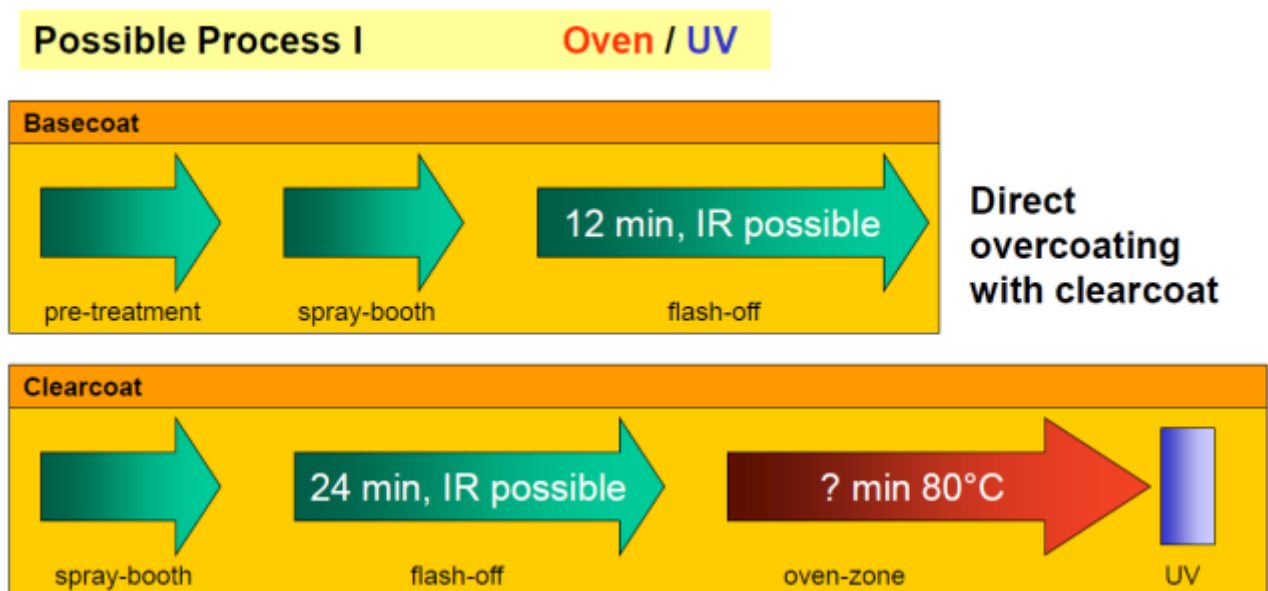 Possible Process I Oven / UV
Basecoat
12 min, IR possible
pre-treatment spray-booth flash-off
Direct
overcoating
with clearcoat
Clearcoat
24 min, IR possible ? min 80°C
spray-booth flash-off oven-zone UV